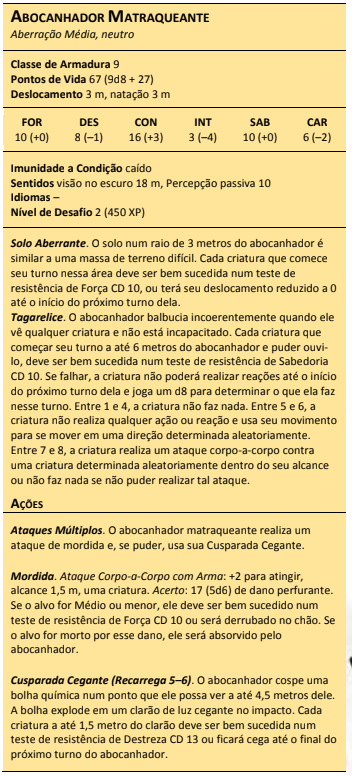 ABOCANHADOR MATRAQUEANTE
Aberração Média, neutro
Classe de Armadura 9
Pontos de Vida 67 (9d8 + 27)
Deslocamento 3 m, natação 3 m
FOR DES CON INT SAB CAR
10 (+0) 8 (–1) 16 (+3) 3 (–4) 10 (+0) 6 (–2)
Imunidade a Condição caído
Sentidos visão no escuro 18 m, Percepção passiva 10
Idiomas –
Nível de Desafio 2 (450 XP)
Solo Aberrante. O solo num raio de 3 metros do abocanhador é
similar a uma massa de terreno difícil. Cada criatura que comece
seu turno nessa área deve ser bem sucedida num teste de
resistência de Força CD 10, ou terá seu deslocamento reduzido a 0
até o início do próximo turno dela.
Tagarelice. O abocanhador balbucia incoerentemente quando ele
vê qualquer criatura e não está incapacitado. Cada criatura que
começar seu turno a até 6 metros do abocanhador e puder ouvi-
lo, deve ser bem sucedida num teste de resistência de Sabedoria
CD 10. Se falhar, a criatura não poderá realizar reações até o início
do próximo turno dela e joga um d8 para determinar o que ela faz
nesse turno. Entre 1 e 4, a criatura não faz nada. Entre 5 e 6, a
criatura não realiza qualquer ação ou reação e usa seu movimento
para se mover em uma direção determinada aleatoriamente.
Entre 7 e 8, a criatura realiza um ataque corpo-a-corpo contra
uma criatura determinada aleatoriamente dentro do seu alcance
ou não faz nada se não puder realizar tal ataque.
AÇÕES
Ataques Múltiplos. O abocanhador matraqueante realiza um
ataque de mordida e, se puder, usa sua Cusparada Cegante.
Mordida. Ataque Corpo-a-Corpo com Arma: +2 para atingir,
alcance 1,5 m, uma criatura. Acerto: 17 (5d6) de dano perfurante.
Se o alvo for Médio ou menor, ele deve ser bem sucedido num
teste de resistência de Força CD 10 ou será derrubado no chão. Se
o alvo for morto por esse dano, ele será absorvido pelo
abocanhador.
Cusparada Cegante (Recarrega 5–6). O abocanhador cospe uma
bolha química num ponto que ele possa ver a até 4,5 metros dele.
A bolha explode em um clarão de luz cegante no impacto. Cada
criatura a até 1,5 metro do clarão deve ser bem sucedida num
teste de resistência de Destreza CD 13 ou ficará cega até o final do
próximo turno do abocanhador.